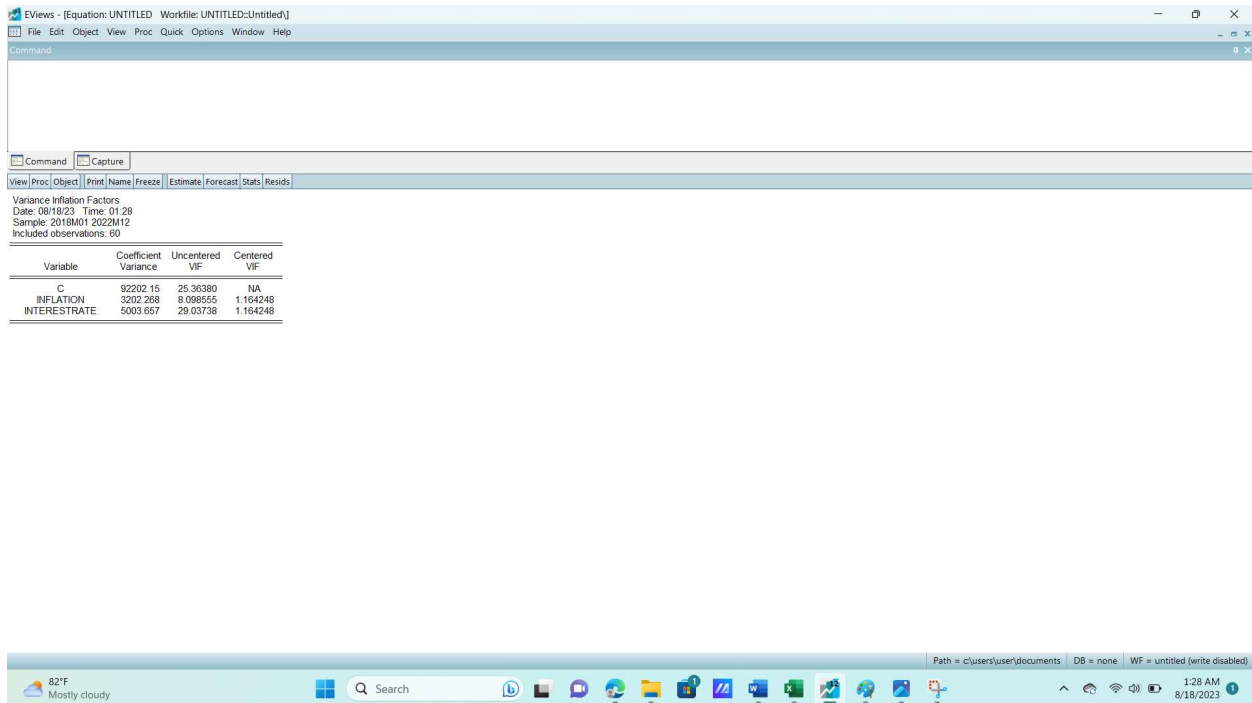 EViews - [Equation: UNTITLED Workfile: UNTITLED::Untitled\]
File Edit Object View Proc Quick Options Window Help
Command
Command Capture
View Proc Object Print Name Freeze Estimate Forecast Stats Resids
Variance Inflation Factors
Date: 08/18/23 Time: 01:28
Sample: 2018M01 2022M12
Included observations: 60
Coefficient Uncentered Centered
Variable Variance VIF VIF
C 92202.15 25.36380 NA
INFLATION 3202.268 8.098555 1.164248
INTERESTRATE 5003.657 29.03738 1.164248
Path = c:\users\user\documents DB = none WF = untitled (write disabled)
82°F
Mostly cloudy
Search
1:28 AM
8/18/2023